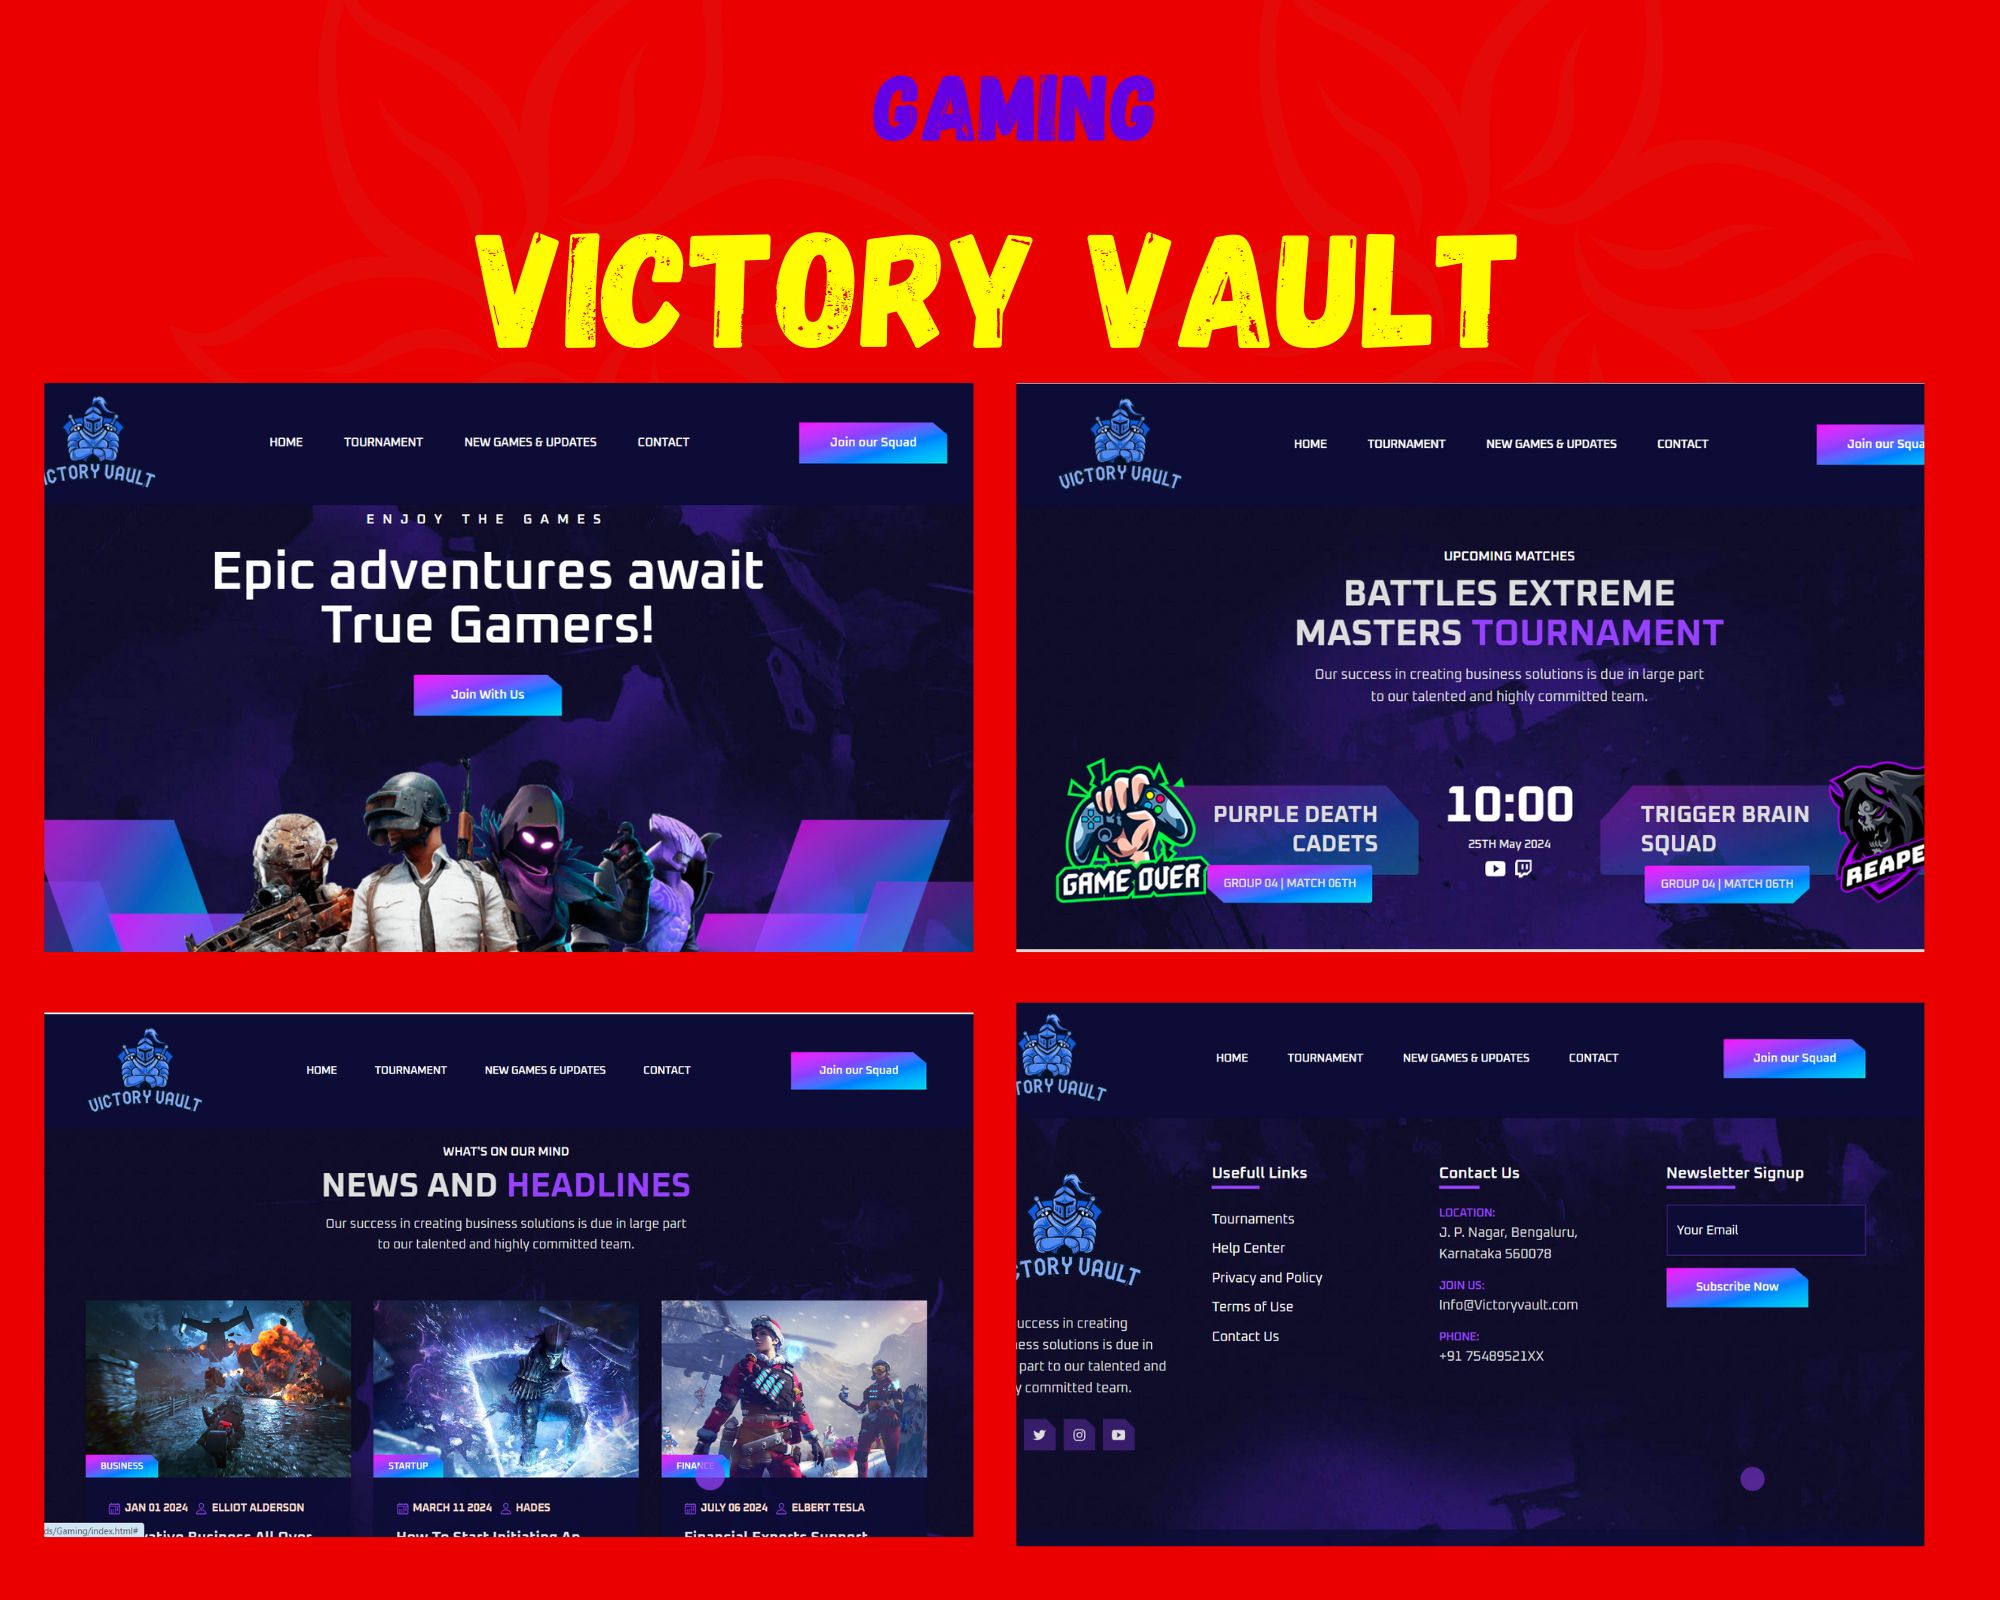 GAMING
VICTORY VAULT
ICTORY VAULT
HOME TOURNAMENT NEW GAMES & UPDATES CONTACT
Join our Squad
ENJOY THE GAMES
Epic adventures await
True Gamers!
Join With Us
VICTORY VAULT
HOME TOURNAMENT NEW GAMES & UPDATES CONTACT
Join our Squa
UPCOMING MATCHES
BATTLES EXTREME
MASTERS TOURNAMENT
Our success in creating business solutions is due in large part
to our talented and highly committed team.
GAME OVER
PURPLE DEATH
CADETS
GROUP 04 | MATCH 06TH
10:00
25TH May 2024
TRIGGER BRAIN
SQUAD
GROUP 04 | MATCH 06TH
REAPE
VICTORY VAULT
HOME TOURNAMENT NEW GAMES & UPDATES CONTACT
Join our Squad
WHAT'S ON OUR MIND
NEWS AND HEADLINES
Our success in creating business solutions is due in large part
to our talented and highly committed team.
BUSINESS
JAN 01 2024 ELLIOT ALDERSON
vative Business All Over
STARTUP
MARCH 11 2024 HADES
How To Start Initiating An
FINANCE
JULY 06 2024 ELBERT TESLA
Financial Experts Support
ds/Gaming/index.html#
TORY VAULT
HOME TOURNAMENT NEW GAMES & UPDATES CONTACT
Join our Squad
CTORY VAULT
uccess in creating
ess solutions is due in
part to our talented and
y committed team.
Usefull Links
Tournaments
Help Center
Privacy and Policy
Terms of Use
Contact Us
Contact Us
LOCATION:
J. P. Nagar, Bengaluru,
Karnataka 560078
JOIN US:
Info@Victoryvault.com
PHONE:
+91 75489521XX
Newsletter Signup
Your Email
Subscribe Now